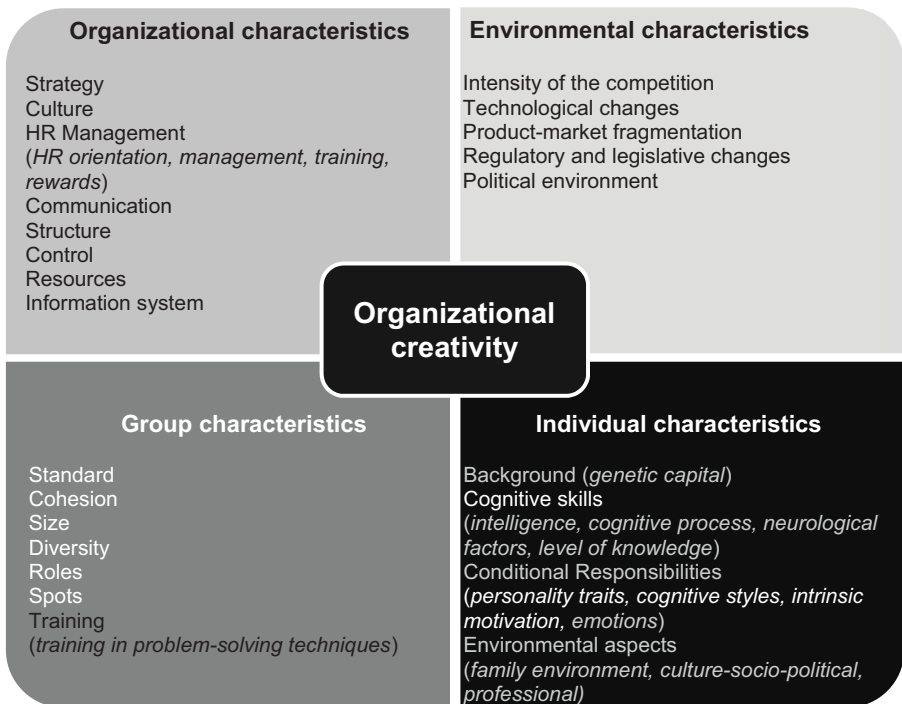 Organizational characteristics
Strategy
Culture
HR Management
(HR orientation, management, training,
rewards)
Communication
Structure
Control
Resources
Information system
Environmental characteristics
Intensity of the competition
Technological changes
Product-market fragmentation
Regulatory and legislative changes
Political environment
Organizational
creativity
Group characteristics
Standard
Cohesion
Size
Diversity
Roles
Spots
Training
(training in problem-solving techniques)
Individual characteristics
Background (genetic capital)
Cognitive skills
(intelligence, cognitive process, neurological
factors, level of knowledge)
Conditional Responsibilities
(personality traits, cognitive styles, intrinsic
motivation, emotions)
Environmental aspects
(family environment, culture-socio-political,
professional)